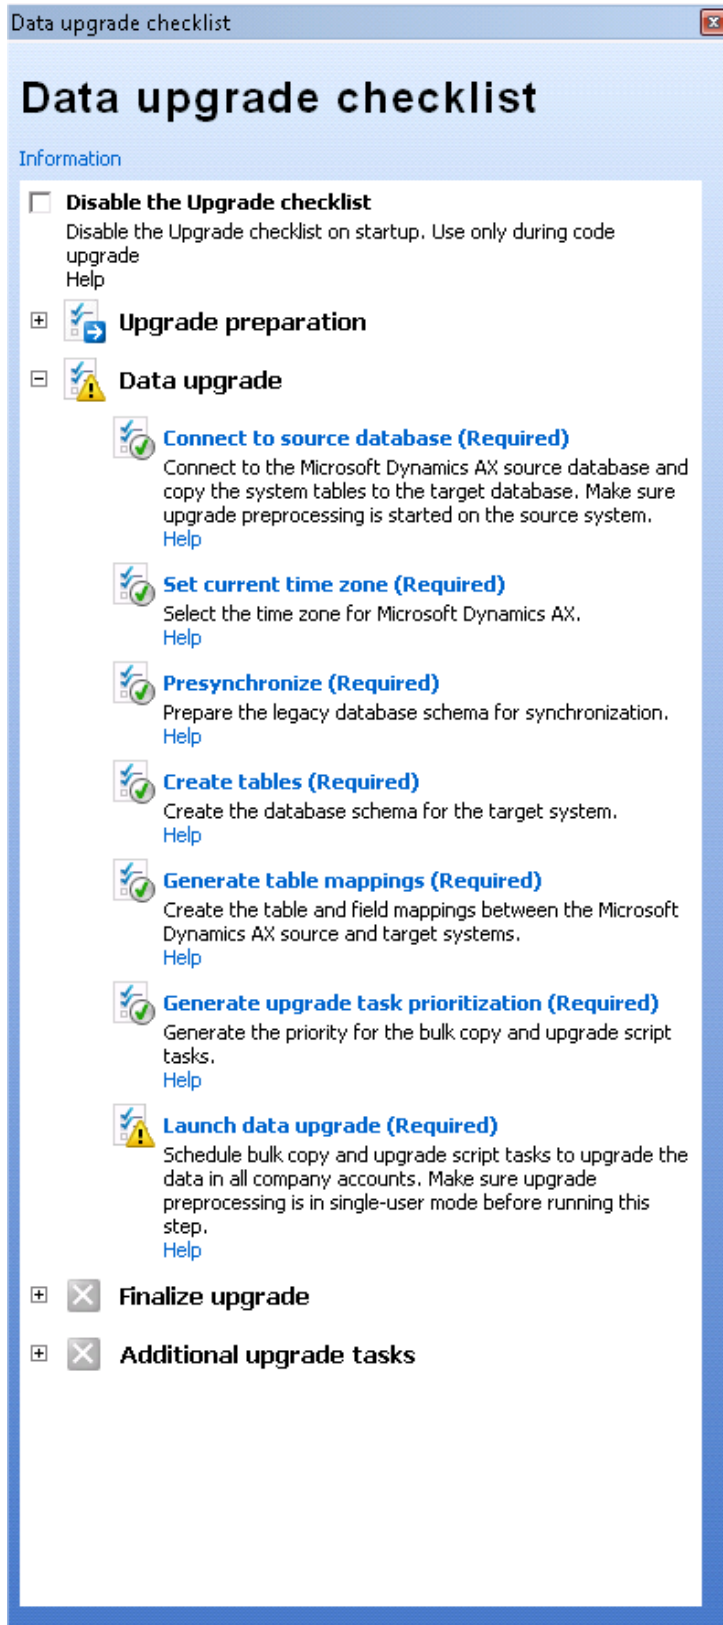 Data upgrade checklist
Data upgrade checklist
Information
Disable the Upgrade checklist
Disable the Upgrade checklist on startup. Use only during code
upgrade
Help
Upgrade preparation
Data upgrade
Connect to source database (Required)
Connect to the Microsoft Dynamics AX source database and
copy the system tables to the target database. Make sure
upgrade preprocessing is started on the source system.
Help
Set current time zone (Required)
Select the time zone for Microsoft Dynamics AX.
Help
Presynchronize (Required)
Prepare the legacy database schema for synchronization.
Help
Create tables (Required)
Create the database schema for the target system.
Help
Generate table mappings (Required)
Create the table and field mappings between the Microsoft
Dynamics AX source and target systems.
Help
Generate upgrade task prioritization (Required)
Generate the priority for the bulk copy and upgrade script
tasks.
Help
Launch data upgrade (Required)
Schedule bulk copy and upgrade script tasks to upgrade the
data in all company accounts. Make sure upgrade
preprocessing is in single-user mode before running this
step.
Help
Finalize upgrade
Additional upgrade tasks